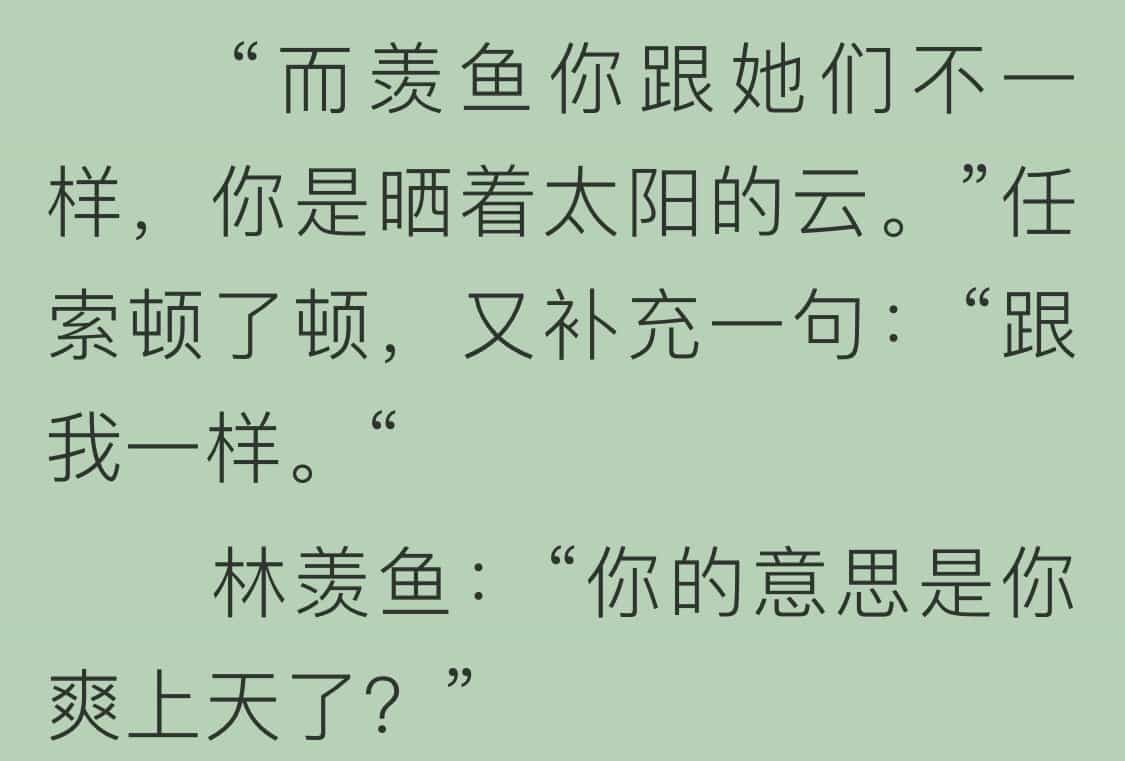 “而羡鱼你跟她们不一
样，你是晒着太阳的云。”任
索顿了顿，又补充一句：“跟
我一样。“
林羡鱼：“你的意思是你
爽上天了？”